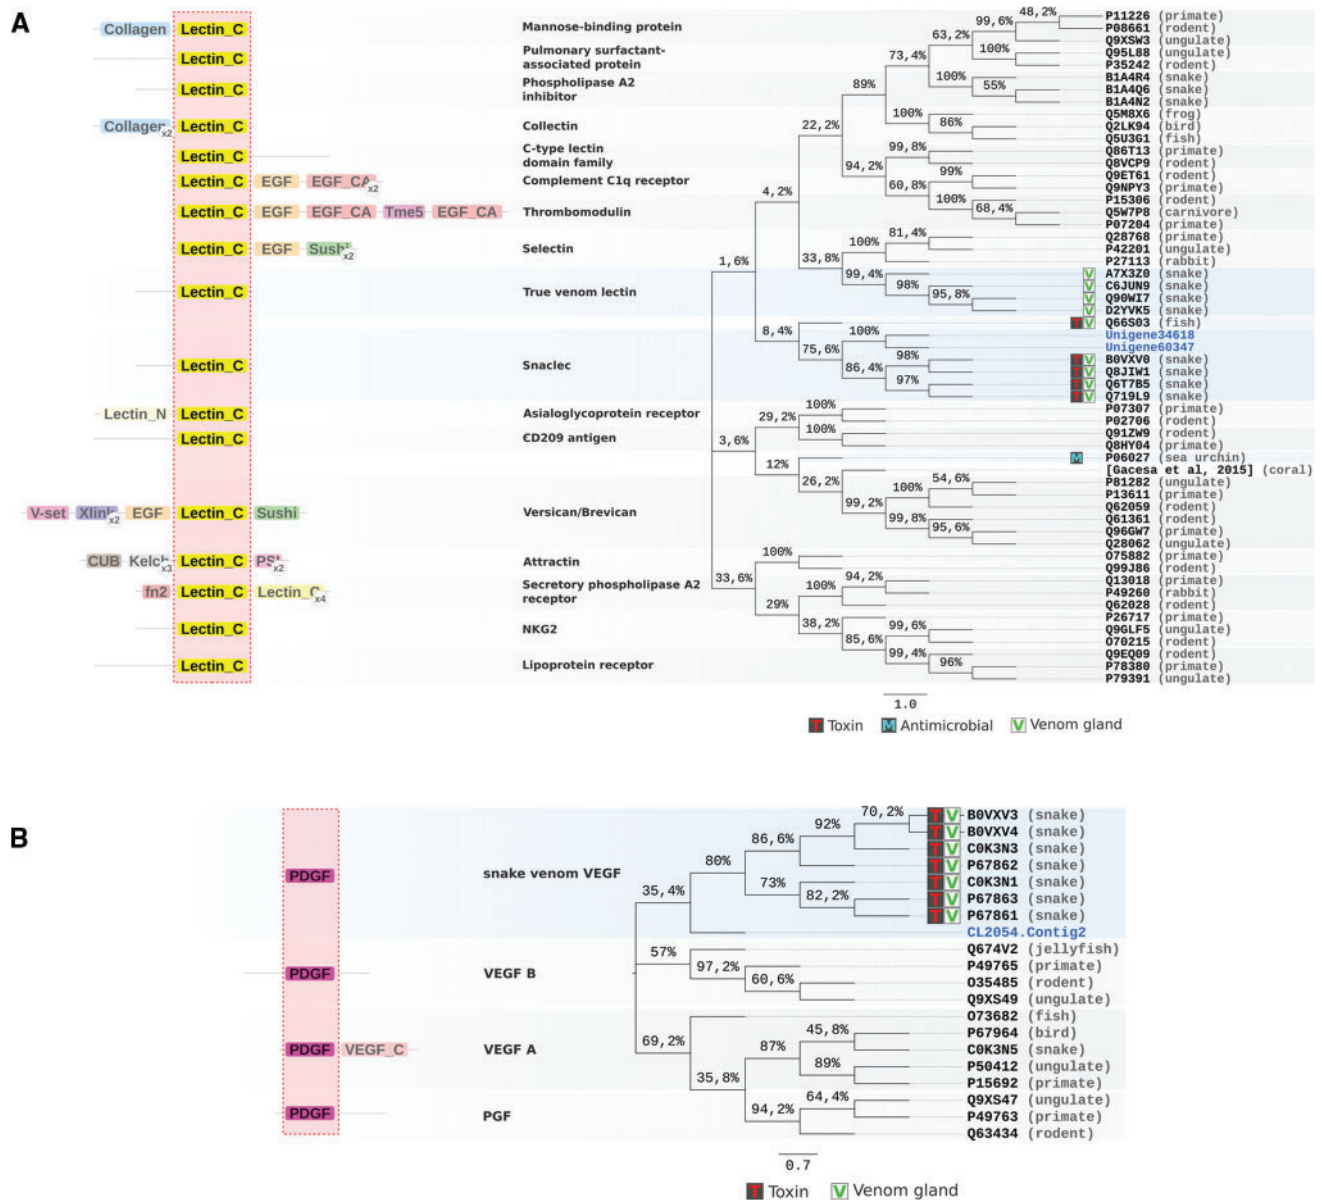 A
Collagen Lectin_C Mannose-binding protein
Lectin_C Pulmonary surfactant-
associated protein
Lectin_C Phospholipase A2
inhibitor
Collagen x2 Lectin_C Collectin
Lectin_C C-type lectin
domain family
Lectin_C EGF EGF_CA x2 Complement C1q receptor
Lectin_C EGF EGF_CA Tme5 EGF_CA Thrombomodulin
Lectin_C EGF Sushi x2 Selectin
Lectin_C True venom lectin
Lectin_C Snaclec
Lectin_N Lectin_C Asialoglycoprotein receptor
Lectin_C CD209 antigen
V-set Xlink x2 EGF Lectin_C Sushi Versican/Brevican
CUB Kelch x3 Lectin_C PSI x2 Attractin
fn2 Lectin_C Lectin_C x4 Secretory phospholipase A2
receptor
Lectin_C NKG2
Lectin_C Lipoprotein receptor
48,2%
99,6%
63,2%
100%
73,4%
100%
55%
89%
100%
86%
22,2%
99,8%
94,2%
99%
60,8%
100%
68,4%
4,2%
81,4%
100%
33,8%
99,4%
98%
95,8%
1,6%
8,4%
100%
75,6%
98%
86,4%
97%
100%
29,2%
100%
3,6%
12%
26,2%
54,6%
100%
99,2%
99,8%
95,6%
100%
33,6%
94,2%
100%
29%
38,2%
99,6%
85,6%
99,4%
96%
P11226 (primate)
P08661 (rodent)
Q9XSW3 (ungulate)
Q95L88 (ungulate)
P35242 (rodent)
B1A4R4 (snake)
B1A4Q6 (snake)
B1A4N2 (snake)
Q5M8X6 (frog)
Q2LK94 (bird)
Q5U3G1 (fish)
Q86T13 (primate)
Q8VCP9 (rodent)
Q9ET61 (rodent)
Q9NPY3 (primate)
P15306 (rodent)
Q5W7P8 (carnivore)
P07204 (primate)
Q28768 (primate)
P42201 (ungulate)
P27113 (rabbit)
V A7X3Z0 (snake)
V C6JUN9 (snake)
V Q90WI7 (snake)
V D2YVK5 (snake)
T V Q66S03 (fish)
Unigene34618
Unigene60347
T V B0VXV0 (snake)
T V Q8JIW1 (snake)
T V Q6T7B5 (snake)
T V Q719L9 (snake)
P07307 (primate)
P02706 (rodent)
Q91ZW9 (rodent)
Q8HY04 (primate)
M P06027 (sea urchin)
[Gacesa et al, 2015] (coral)
P81282 (ungulate)
P13611 (primate)
Q62059 (rodent)
Q61361 (rodent)
Q96GW7 (primate)
Q28062 (ungulate)
O75882 (primate)
Q99J86 (rodent)
Q13018 (primate)
P49260 (rabbit)
Q62028 (rodent)
P26717 (primate)
Q9GLF5 (ungulate)
O70215 (rodent)
Q9EQ09 (rodent)
P78380 (primate)
P79391 (ungulate)
1.0
T Toxin M Antimicrobial V Venom gland
B
PDGF snake venom VEGF
PDGF VEGF B
PDGF VEGF_C VEGF A
PDGF PGF
70,2%
92%
86,6%
80%
73%
82,2%
35,4%
57%
97,2%
60,6%
69,2%
45,8%
87%
89%
35,8%
64,4%
94,2%
T V B0VXV3 (snake)
T V B0VXV4 (snake)
T V C0K3N3 (snake)
T V P67862 (snake)
T V C0K3N1 (snake)
T V P67863 (snake)
T V P67861 (snake)
CL2054.Contig2
Q674V2 (jellyfish)
P49765 (primate)
O35485 (rodent)
Q9XS49 (ungulate)
O73682 (fish)
P67964 (bird)
C0K3N5 (snake)
P50412 (ungulate)
P15692 (primate)
Q9XS47 (ungulate)
P49763 (primate)
Q63434 (rodent)
0.7
T Toxin V Venom gland